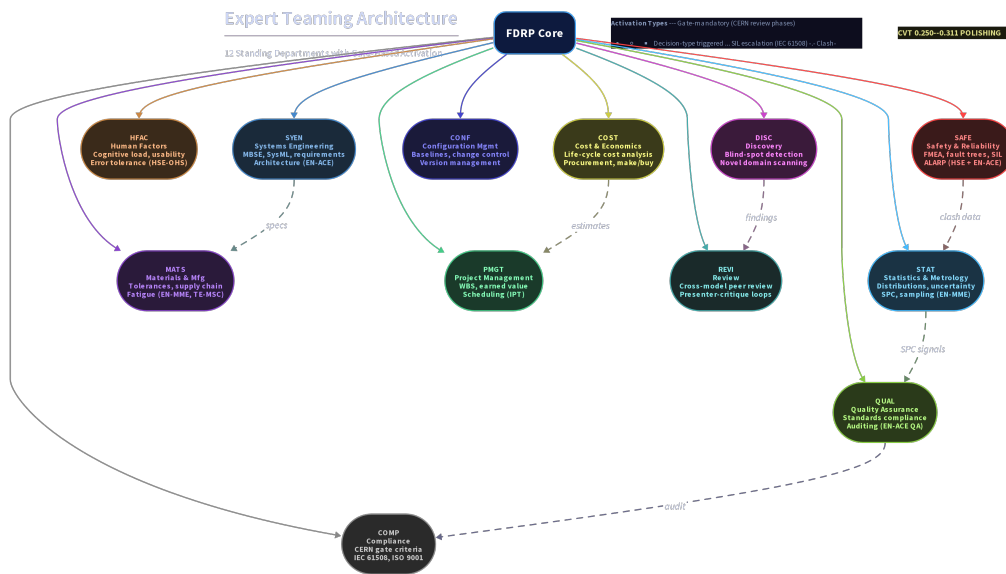 Expert Teaming Architecture
12 Standing Departments with Gate-Based Activation
FDRP Core
Activation Types — Gate-mandatory (CERN review phases)
• Decision-type triggered ... SIL escalation (IEC 61508) -.- Clash-
CVT 0.250--0.311 POLISHING
HFAC
Human Factors
Cognitive load, usability
Error tolerance (HSE-OHS)
SYEN
Systems Engineering
MBSE, SysML, requirements
Architecture (EN-ACE)
CONF
Configuration Mgmt
Baselines, change control
Version management
COST
Cost & Economics
Life-cycle cost analysis
Procurement, make/buy
DISC
Discovery
Blind-spot detection
Novel domain scanning
SAFE
Safety & Reliability
FMEA, fault trees, SIL
ALARP (HSE + EN-ACE)
specs
estimates
findings
clash data
MATS
Materials & Mfg
Tolerances, supply chain
Fatigue (EN-MME, TE-MSC)
PMGT
Project Management
WBS, earned value
Scheduling (IPT)
REVI
Review
Cross-model peer review
Presenter-critique loops
STAT
Statistics & Metrology
Distributions, uncertainty
SPC, sampling (EN-MME)
SPC signals
QUAL
Quality Assurance
Standards compliance
Auditing (EN-ACE QA)
audit
COMP
Compliance
CERN gate criteria
IEC 61508, ISO 9001